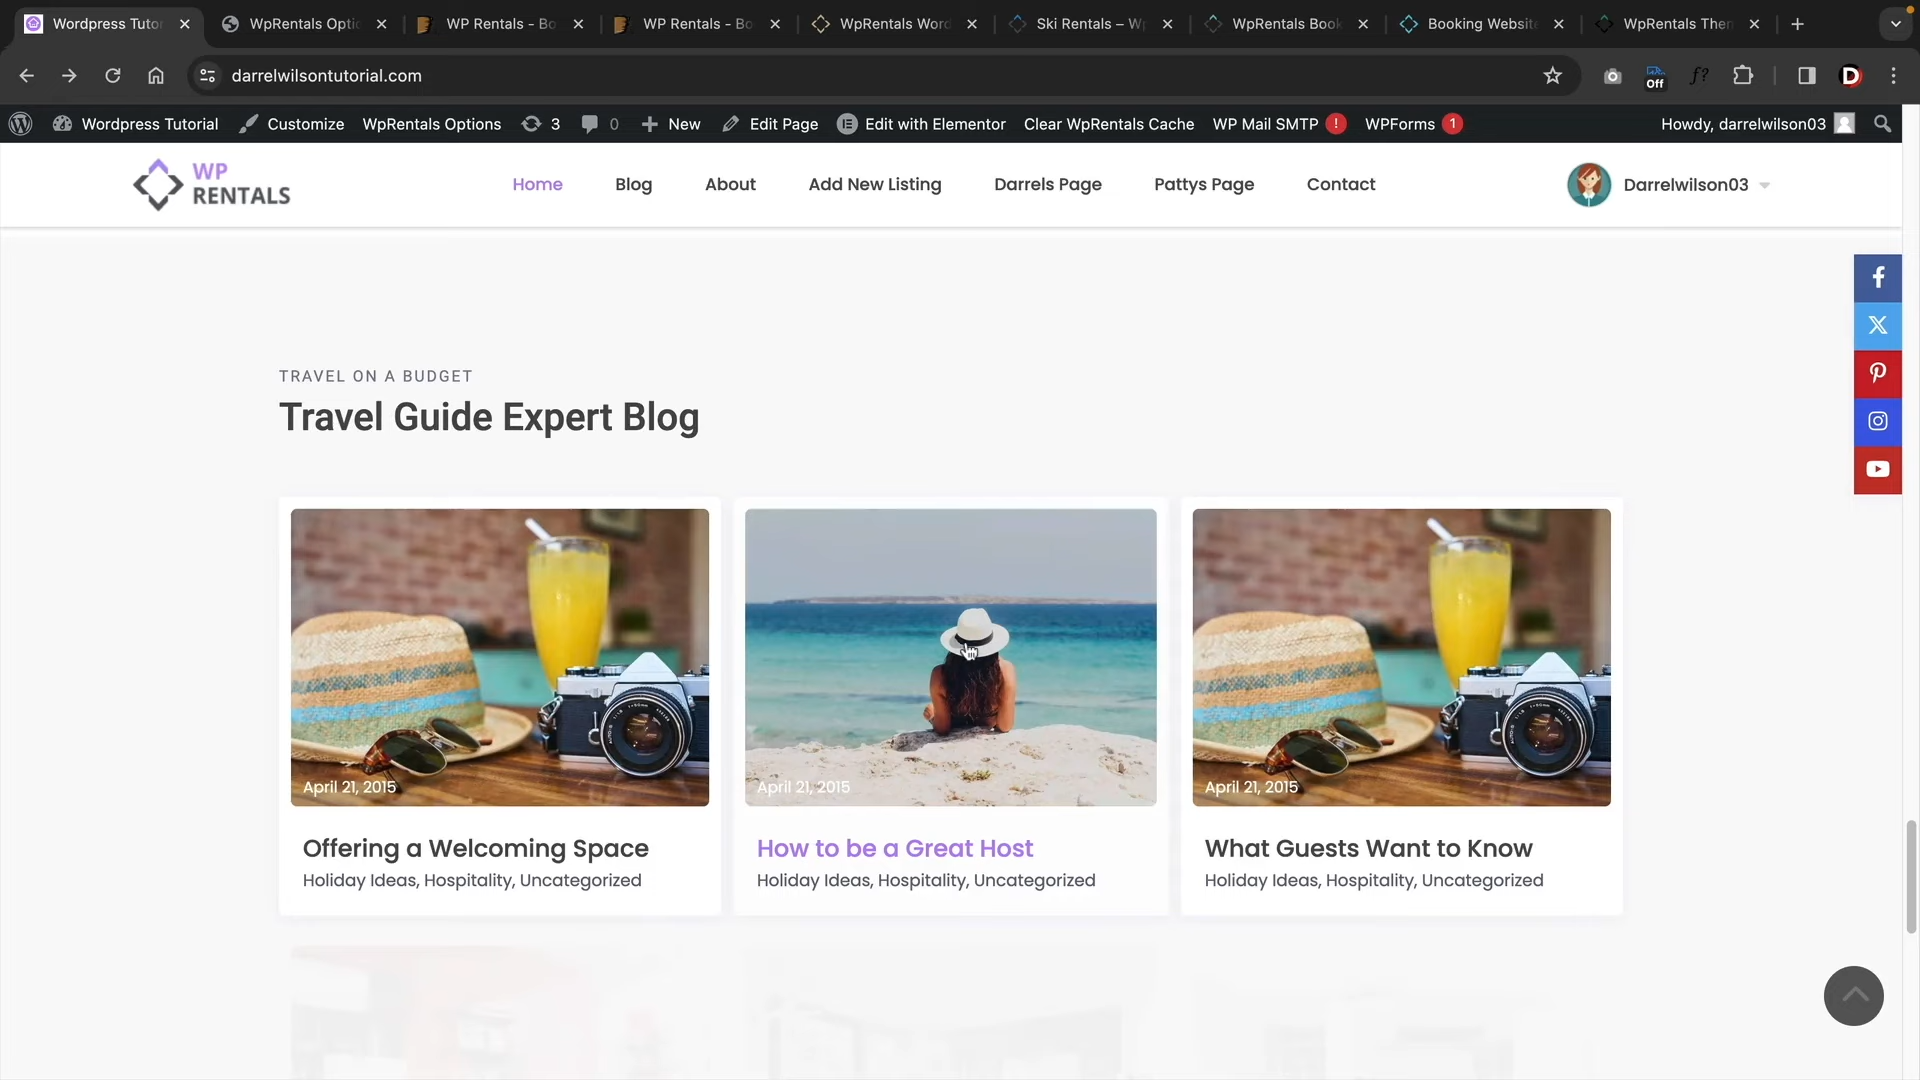 Wordpress Tutor
WpRentals Optio
WP Rentals - Bo
WP Rentals - Bo
WpRentals Word
Ski Rentals – Wp
WpRentals Book
Booking Website
WpRentals Them
darrelwilsontutorial.com
Off
f?
D
Wordpress Tutorial
Customize
WpRentals Options
3
0
New
Edit Page
Edit with Elementor
Clear WpRentals Cache
WP Mail SMTP !
WPForms 1
Howdy, darrelwilson03
WP
RENTALS
Home
Blog
About
Add New Listing
Darrels Page
Pattys Page
Contact
Darrelwilson03
TRAVEL ON A BUDGET
Travel Guide Expert Blog
April 21, 2015
April 21, 2015
April 21, 2015
Offering a Welcoming Space
Holiday Ideas, Hospitality, Uncategorized
How to be a Great Host
Holiday Ideas, Hospitality, Uncategorized
What Guests Want to Know
Holiday Ideas, Hospitality, Uncategorized